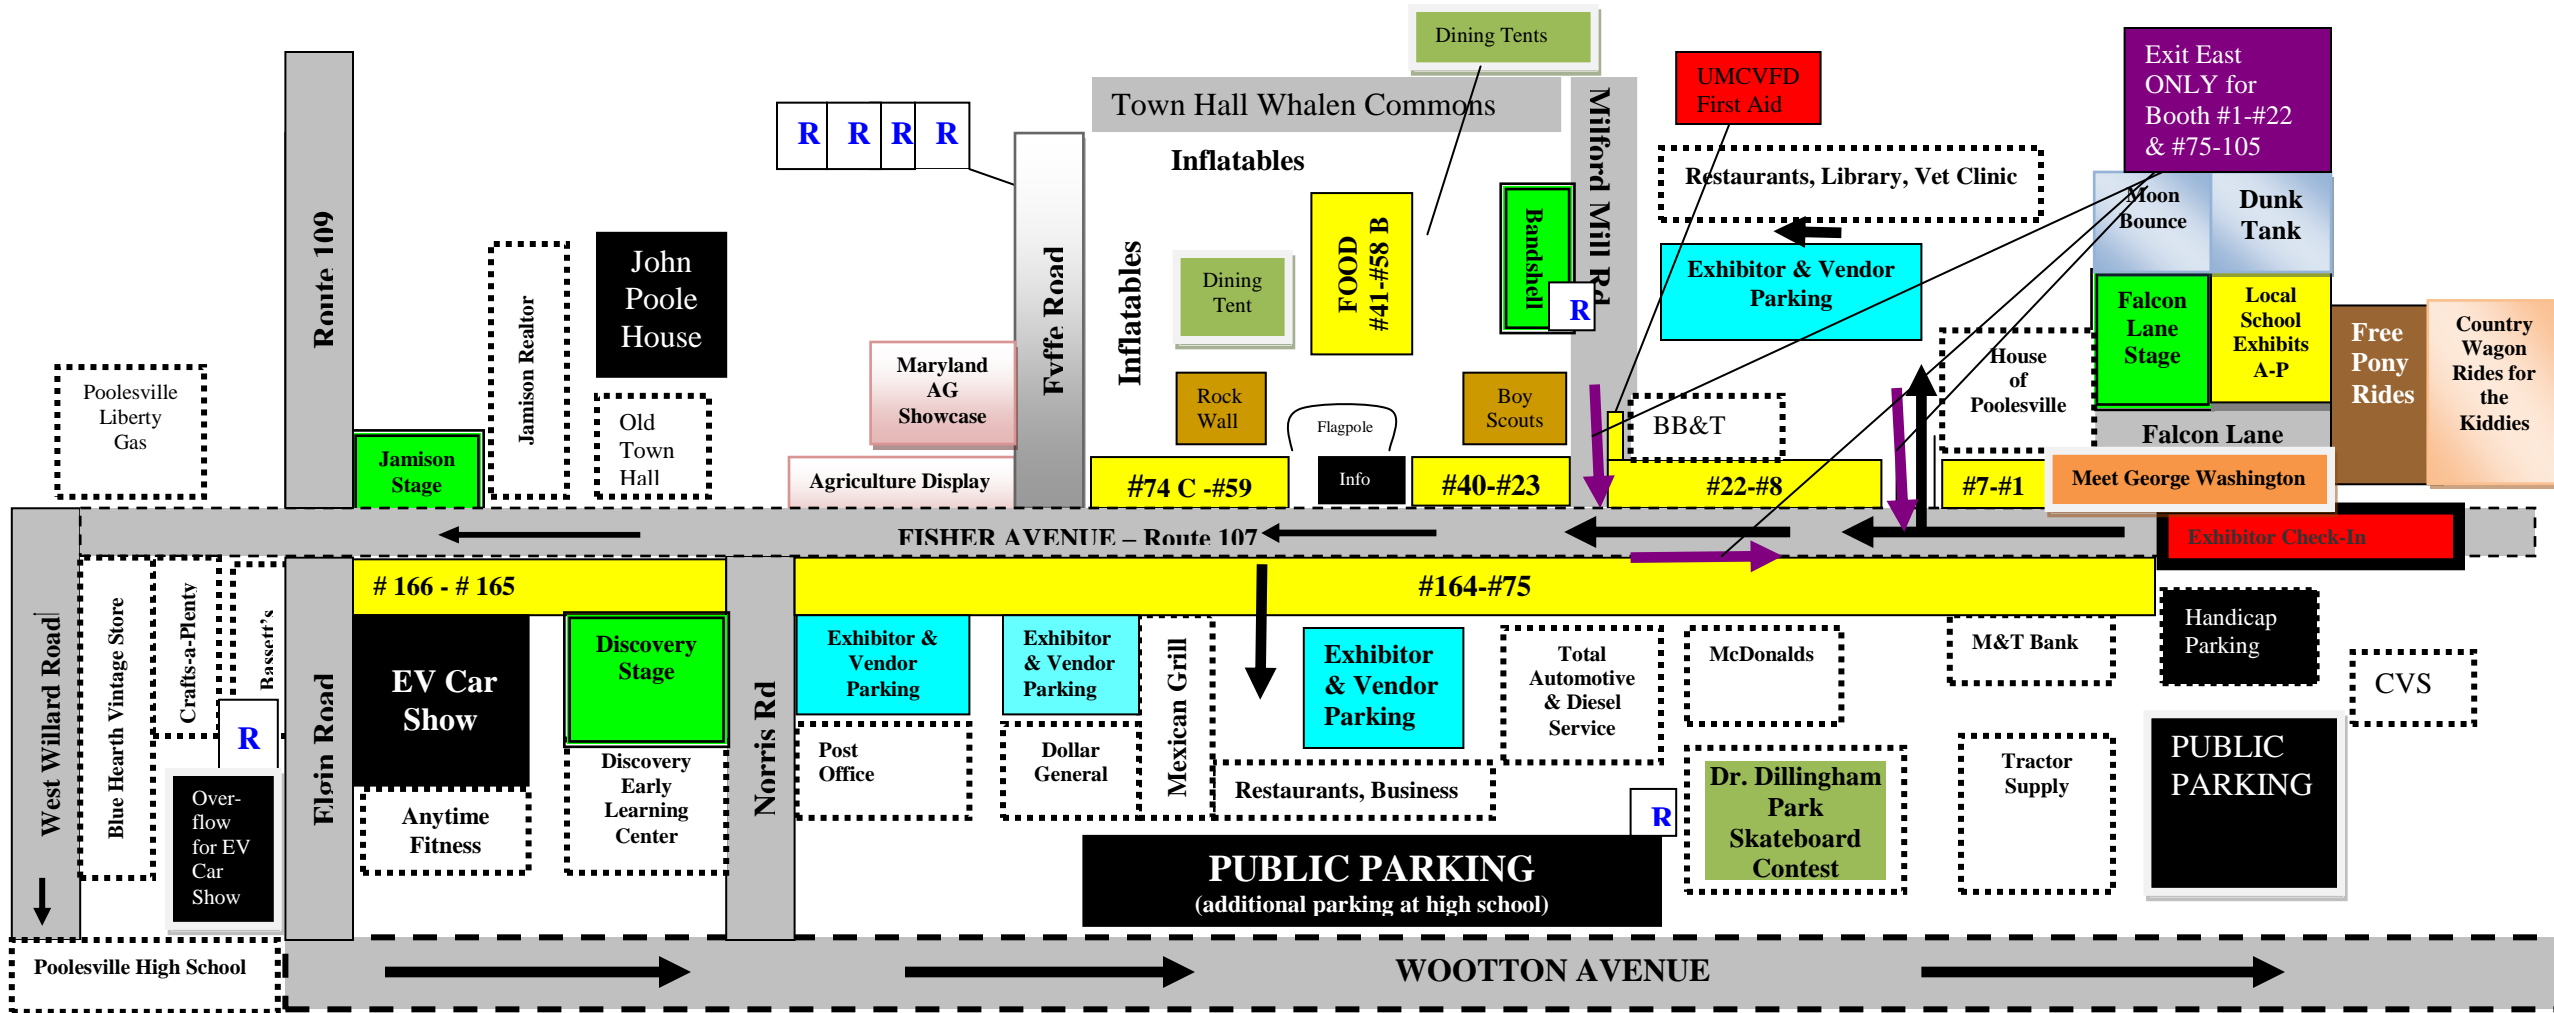 Dining Tents
Exit East
ONLY for
Booth #1-#22
& #75-105
UMCVFD
First Aid
Town Hall Whalen Commons
R R R R
Inflatables
Milford Mill Rd
Restaurants, Library, Vet Clinic
Moon
Bounce
Dunk
Tank
Route 109
John
Poole
House
Jamison Realtor
Fyffe Road
Inflatables
Dining
Tent
FOOD
#41-#58 B
Bandshell
R
Exhibitor & Vendor
Parking
Falcon
Lane
Stage
Local
School
Exhibits
A-P
Free
Pony
Rides
Country
Wagon
Rides for
the
Kiddies
House
of
Poolesville
Poolesville
Liberty
Gas
Maryland
AG
Showcase
Old
Town
Hall
Rock
Wall
Flagpole
Boy
Scouts
BB&T
Falcon Lane
Jamison
Stage
Agriculture Display
#74 C -#59
Info
#40-#23
#22-#8
#7-#1
Meet George Washington
FISHER AVENUE – Route 107
Exhibitor Check-In
# 166 - # 165
#164-#75
West Willard Road
Blue Hearth Vintage Store
Crafts-a-Plenty
Bassett's
Elgin Road
EV Car
Show
Discovery
Stage
Norris Rd
Exhibitor &
Vendor
Parking
Exhibitor
& Vendor
Parking
Mexican Grill
Exhibitor
& Vendor
Parking
Total
Automotive
& Diesel
Service
McDonalds
M&T Bank
Handicap
Parking
CVS
R
Over-
flow
for EV
Car
Show
Anytime
Fitness
Discovery
Early
Learning
Center
Post
Office
Dollar
General
Restaurants, Business
R
Dr. Dillingham
Park
Skateboard
Contest
Tractor
Supply
PUBLIC
PARKING
PUBLIC PARKING
(additional parking at high school)
Poolesville High School
WOOTTON AVENUE